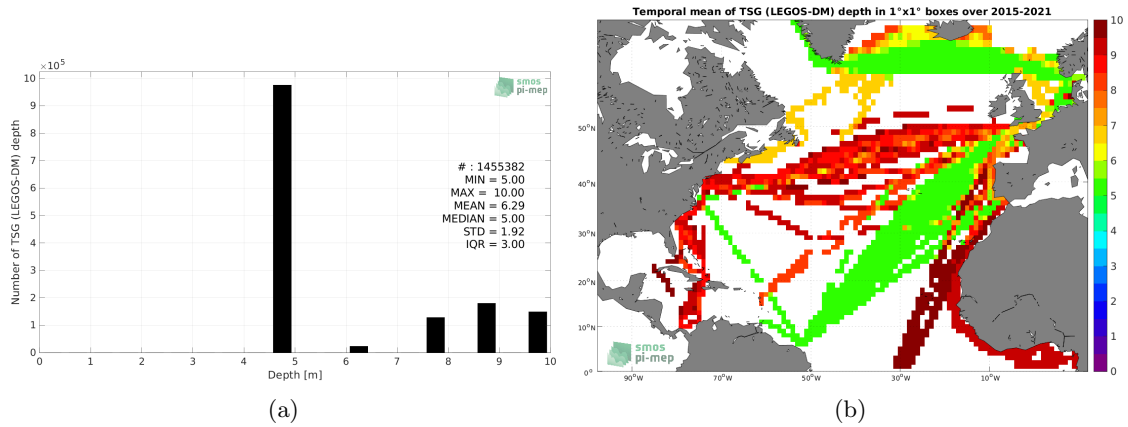 ×10⁵
10
9
8
7
6
5
4
3
2
1
0
Number of TSG (LEGOS-DM) depth
smos
pi-mep
# : 1455382
MIN = 5.00
MAX = 10.00
MEAN = 6.29
MEDIAN = 5.00
STD = 1.92
IQR = 3.00
0 1 2 3 4 5 6 7 8 9 10
Depth [m]
(a)
Temporal mean of TSG (LEGOS-DM) depth in 1°x1° boxes over 2015-2021
50°N
40°N
30°N
20°N
10°N
0°
90°W 70°W 50°W 30°W 10°W
smos
pi-mep
10
9
8
7
6
5
4
3
2
1
0
(b)